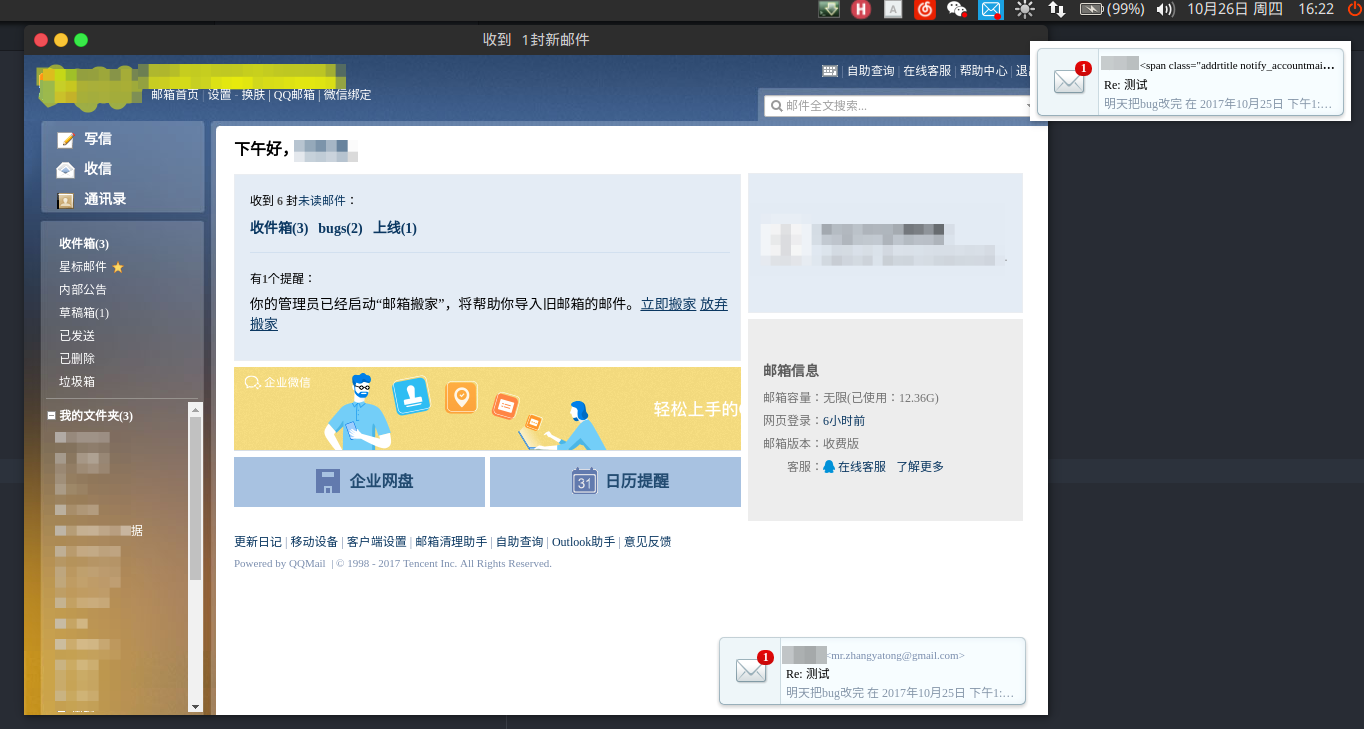 H
A
(99%)
10月26日 周四
16:22
收到 1封新邮件
自助查询 | 在线客服 | 帮助中心 |
邮箱首页 | 设置 - 换肤 | QQ邮箱 | 微信绑定
邮件全文搜索...
1
<span class="addrtitle notify_accountmai...
Re: 测试
明天把bug改完 在 2017年10月25日 下午1:...
写信
收信
通讯录
收件箱(3)
星标邮件
内部公告
草稿箱(1)
已发送
已删除
垃圾箱
我的文件夹(3)
据
下午好,
收到 6 封未读邮件：
收件箱(3) bugs(2) 上线(1)
有1个提醒：
你的管理员已经启动“邮箱搬家”，将帮助你导入旧邮箱的邮件。立即搬家 放弃
搬家
企业微信
轻松上手的
企业网盘
31
日历提醒
邮箱信息
邮箱容量：无限(已使用：12.36G)
网页登录：6小时前
邮箱版本：收费版
客服：在线客服 了解更多
更新日记 | 移动设备 | 客户端设置 | 邮箱清理助手 | 自助查询 | Outlook助手 | 意见反馈
Powered by QQMail | © 1998 - 2017 Tencent Inc. All Rights Reserved.
1
<mr.zhangyatong@gmail.com>
Re: 测试
明天把bug改完 在 2017年10月25日 下午1:...